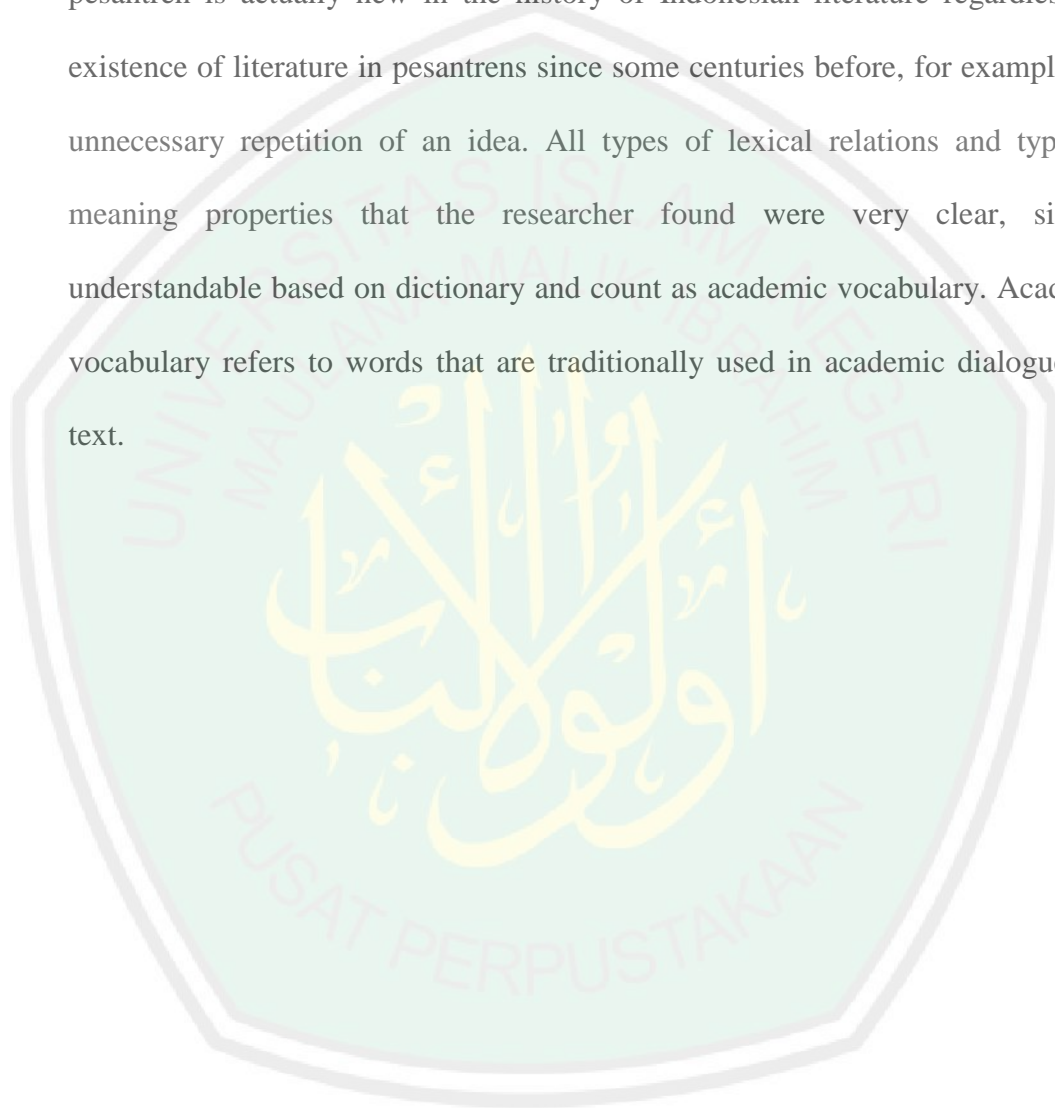 pesantren is actually new in the history of Indonesian literature regardles
existence of literature in pesantrens since some centuries before, for exampl
unnecessary repetition of an idea. All types of lexical relations and typ
meaning properties that the researcher found were very clear, si
understandable based on dictionary and count as academic vocabulary. Acad
vocabulary refers to words that are traditionally used in academic dialogue
text.
UNIVERSITAS ISLAM NEGERI
MAULANA MALIK IBRAHIM
PUSAT PERPUSTAKAAN